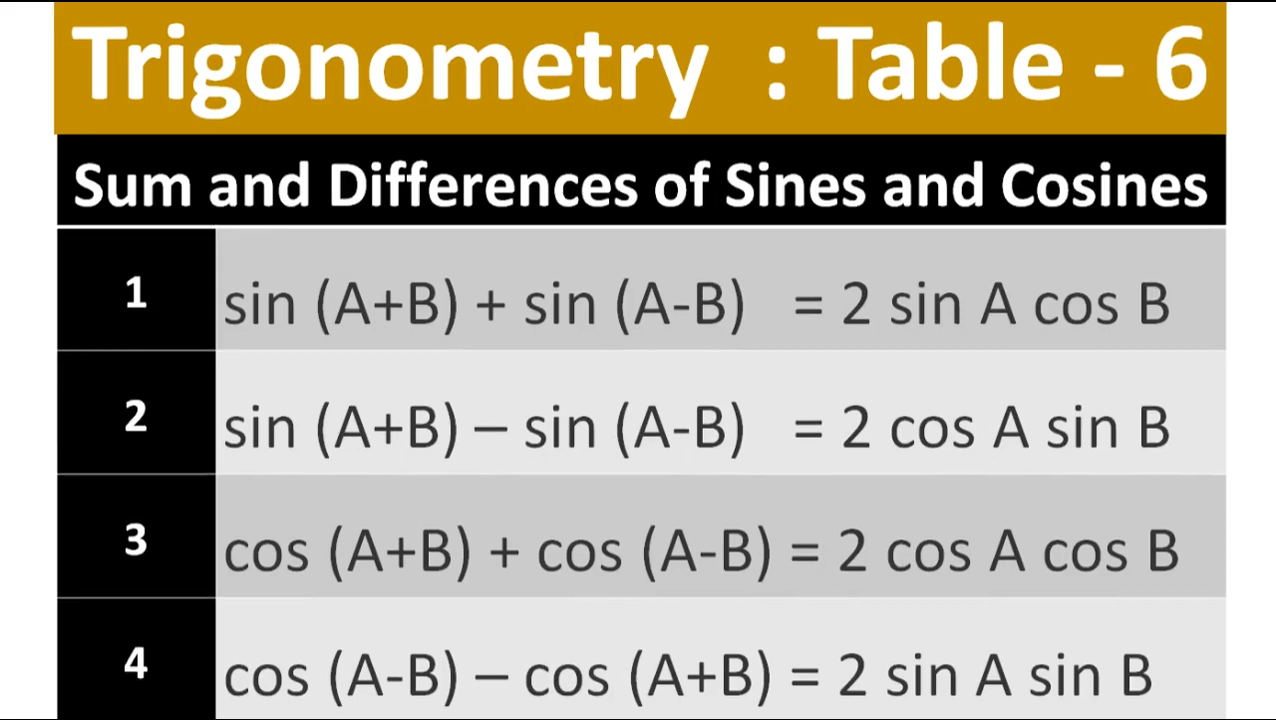 Trigonometry : Table - 6
Sum and Differences of Sines and Cosines
1 sin (A+B) + sin (A-B) = 2 sin A cos B
2 sin (A+B) – sin (A-B) = 2 cos A sin B
3 cos (A+B) + cos (A-B) = 2 cos A cos B
4 cos (A-B) – cos (A+B) = 2 sin A sin B